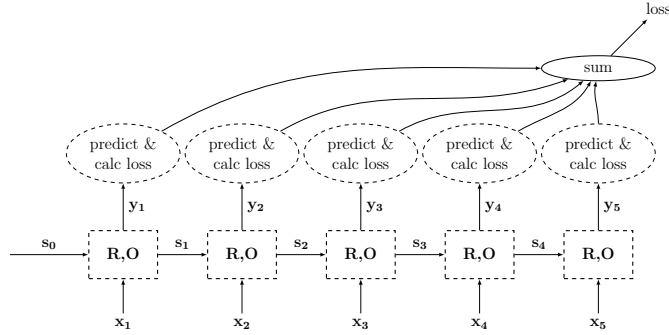 loss
sum
predict &
calc loss
predict &
calc loss
predict &
calc loss
predict &
calc loss
predict &
calc loss
y₁ y₂ y₃ y₄ y₅
s₀ R,O s₁ R,O s₂ R,O s₃ R,O s₄ R,O
x₁ x₂ x₃ x₄ x₅